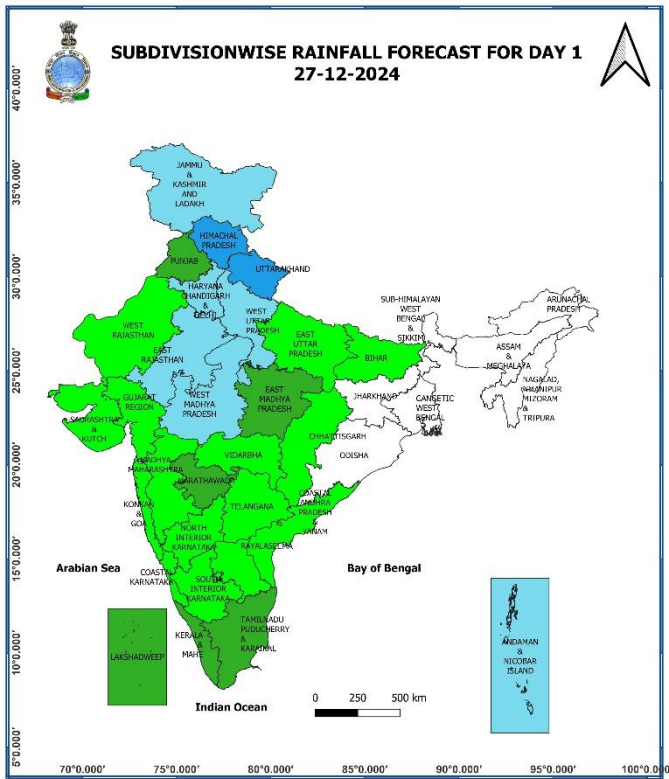 SUBDIVISIONWISE RAINFALL FORECAST FOR DAY 1
27-12-2024
40°0.000'
35°0.000'
30°0.000'
25°0.000'
20°0.000'
15°0.000'
10°0.000'
5°0.000'
JAMMU
&
KASHMIR
AND
LADAKH
HIMACHAL
PRADESH
PUNJAB
UTTARAKHAND
HARYANA
CHANDIGARH
&
DELHI
WEST
UTTAR
PRADESH
EAST
UTTAR
PRADESH
WEST
RAJASTHAN
EAST
RAJASTHAN
BIHAR
SUB-HIMALAYAN
WEST
BENGAL
&
SIKKIM
ARUNACHAL
PRADESH
ASSAM
&
MEGHALAYA
NAGALAD,
MIZORAM
&
TRIPURA
GUJARAT
REGION
SAURASHTRA
&
KUTCH
WEST
MADHYA
PRADESH
EAST
MADHYA
PRADESH
JHARKHAND
GANGETIC
WEST
BENGAL
CHHATTISGARH
ODISHA
VIDARBHA
MADHYA
MAHARASHTRA
MARATHAWADA
KONKAN
&
GOA
TELANGANA
COASTAL
ANDHRA
PRADESH
&
YANAM
NORTH
INTERIOR
KARNATAKA
RAYALASEEMA
COASTAL
KARNATAKA
SOUTH
INTERIOR
KARNATAKA
Arabian Sea
Bay of Bengal
TAMILNADU
PUDUCHERRY
&
KARAIKAL
KERALA
&
MAHE
LAKSHADWEEP
ANDAMAN
&
NICOBAR
ISLAND
0 250 500 km
Indian Ocean
70°0.000' 75°0.000' 80°0.000' 85°0.000' 90°0.000' 95°0.000' 100°0.000'